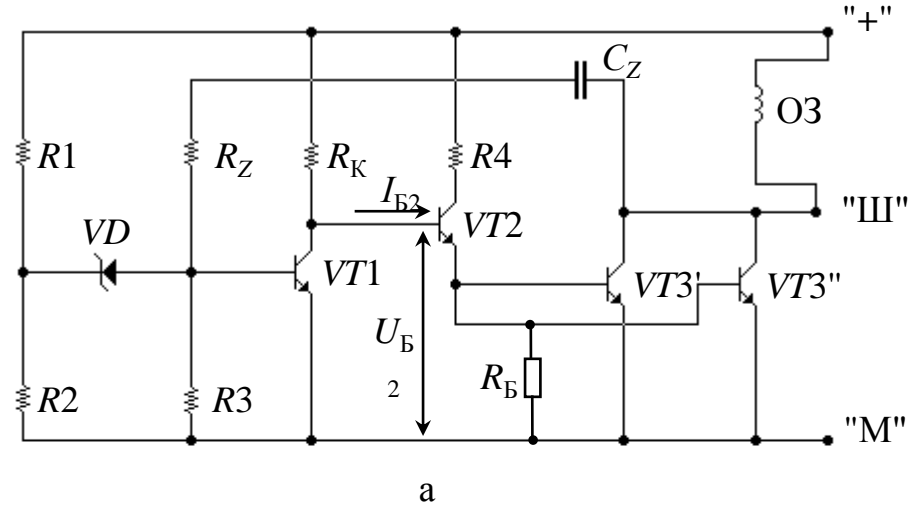 "+"
C_Z
ОЗ
R1
R_Z
R_К
R4
I_Б2
"Ш"
VD
VT2
VT1
VT3'
VT3"
U_Б
2
R_Б
R2
R3
"М"
а